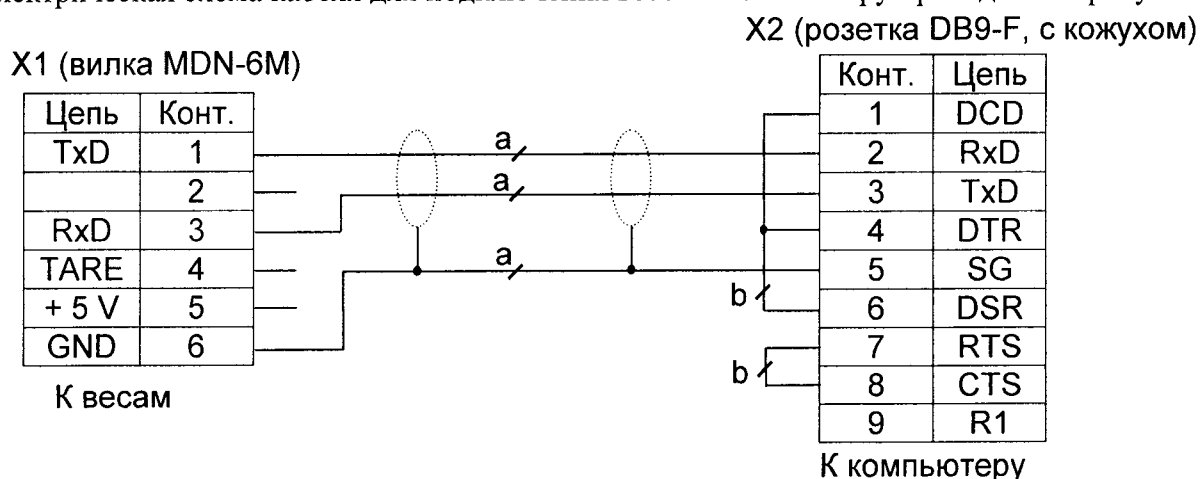 X2 (розетка DB9-F, с кожухом)
X1 (вилка MDN-6M)
Цепь Конт.
TxD 1
2
RxD 3
TARE 4
+ 5 V 5
GND 6
К весам
a
a
a
b
b
Конт. Цепь
1 DCD
2 RxD
3 TxD
4 DTR
5 SG
6 DSR
7 RTS
8 CTS
9 R1
К компьютеру